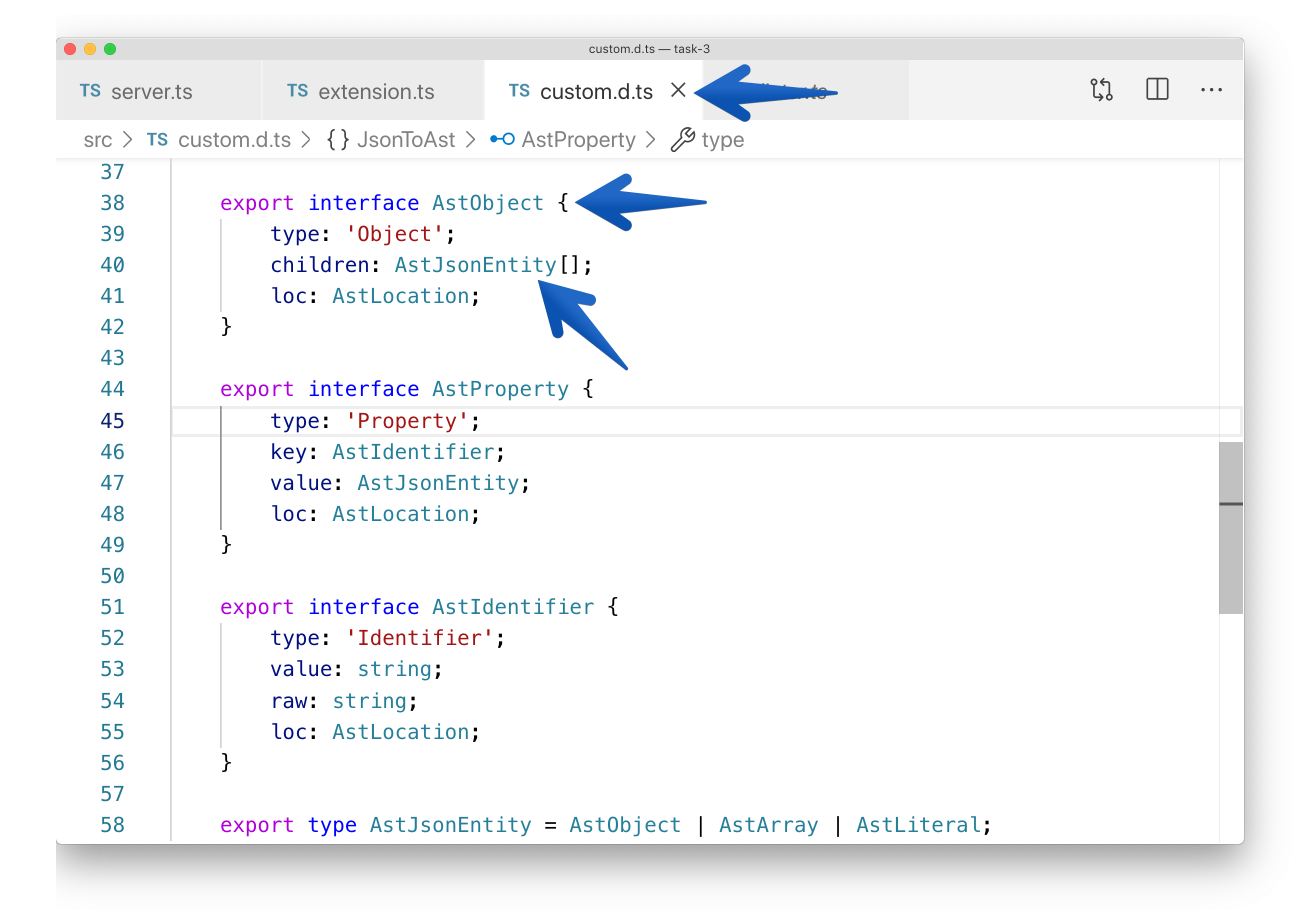 custom.d.ts — task-3
TS server.ts TS extension.ts TS custom.d.ts
src > TS custom.d.ts > {} JsonToAst > AstProperty > type
37
38 export interface AstObject {
39 type: 'Object';
40 children: AstJsonEntity[];
41 loc: AstLocation;
42 }
43
44 export interface AstProperty {
45 type: 'Property';
46 key: AstIdentifier;
47 value: AstJsonEntity;
48 loc: AstLocation;
49 }
50
51 export interface AstIdentifier {
52 type: 'Identifier';
53 value: string;
54 raw: string;
55 loc: AstLocation;
56 }
57
58 export type AstJsonEntity = AstObject | AstArray | AstLiteral;